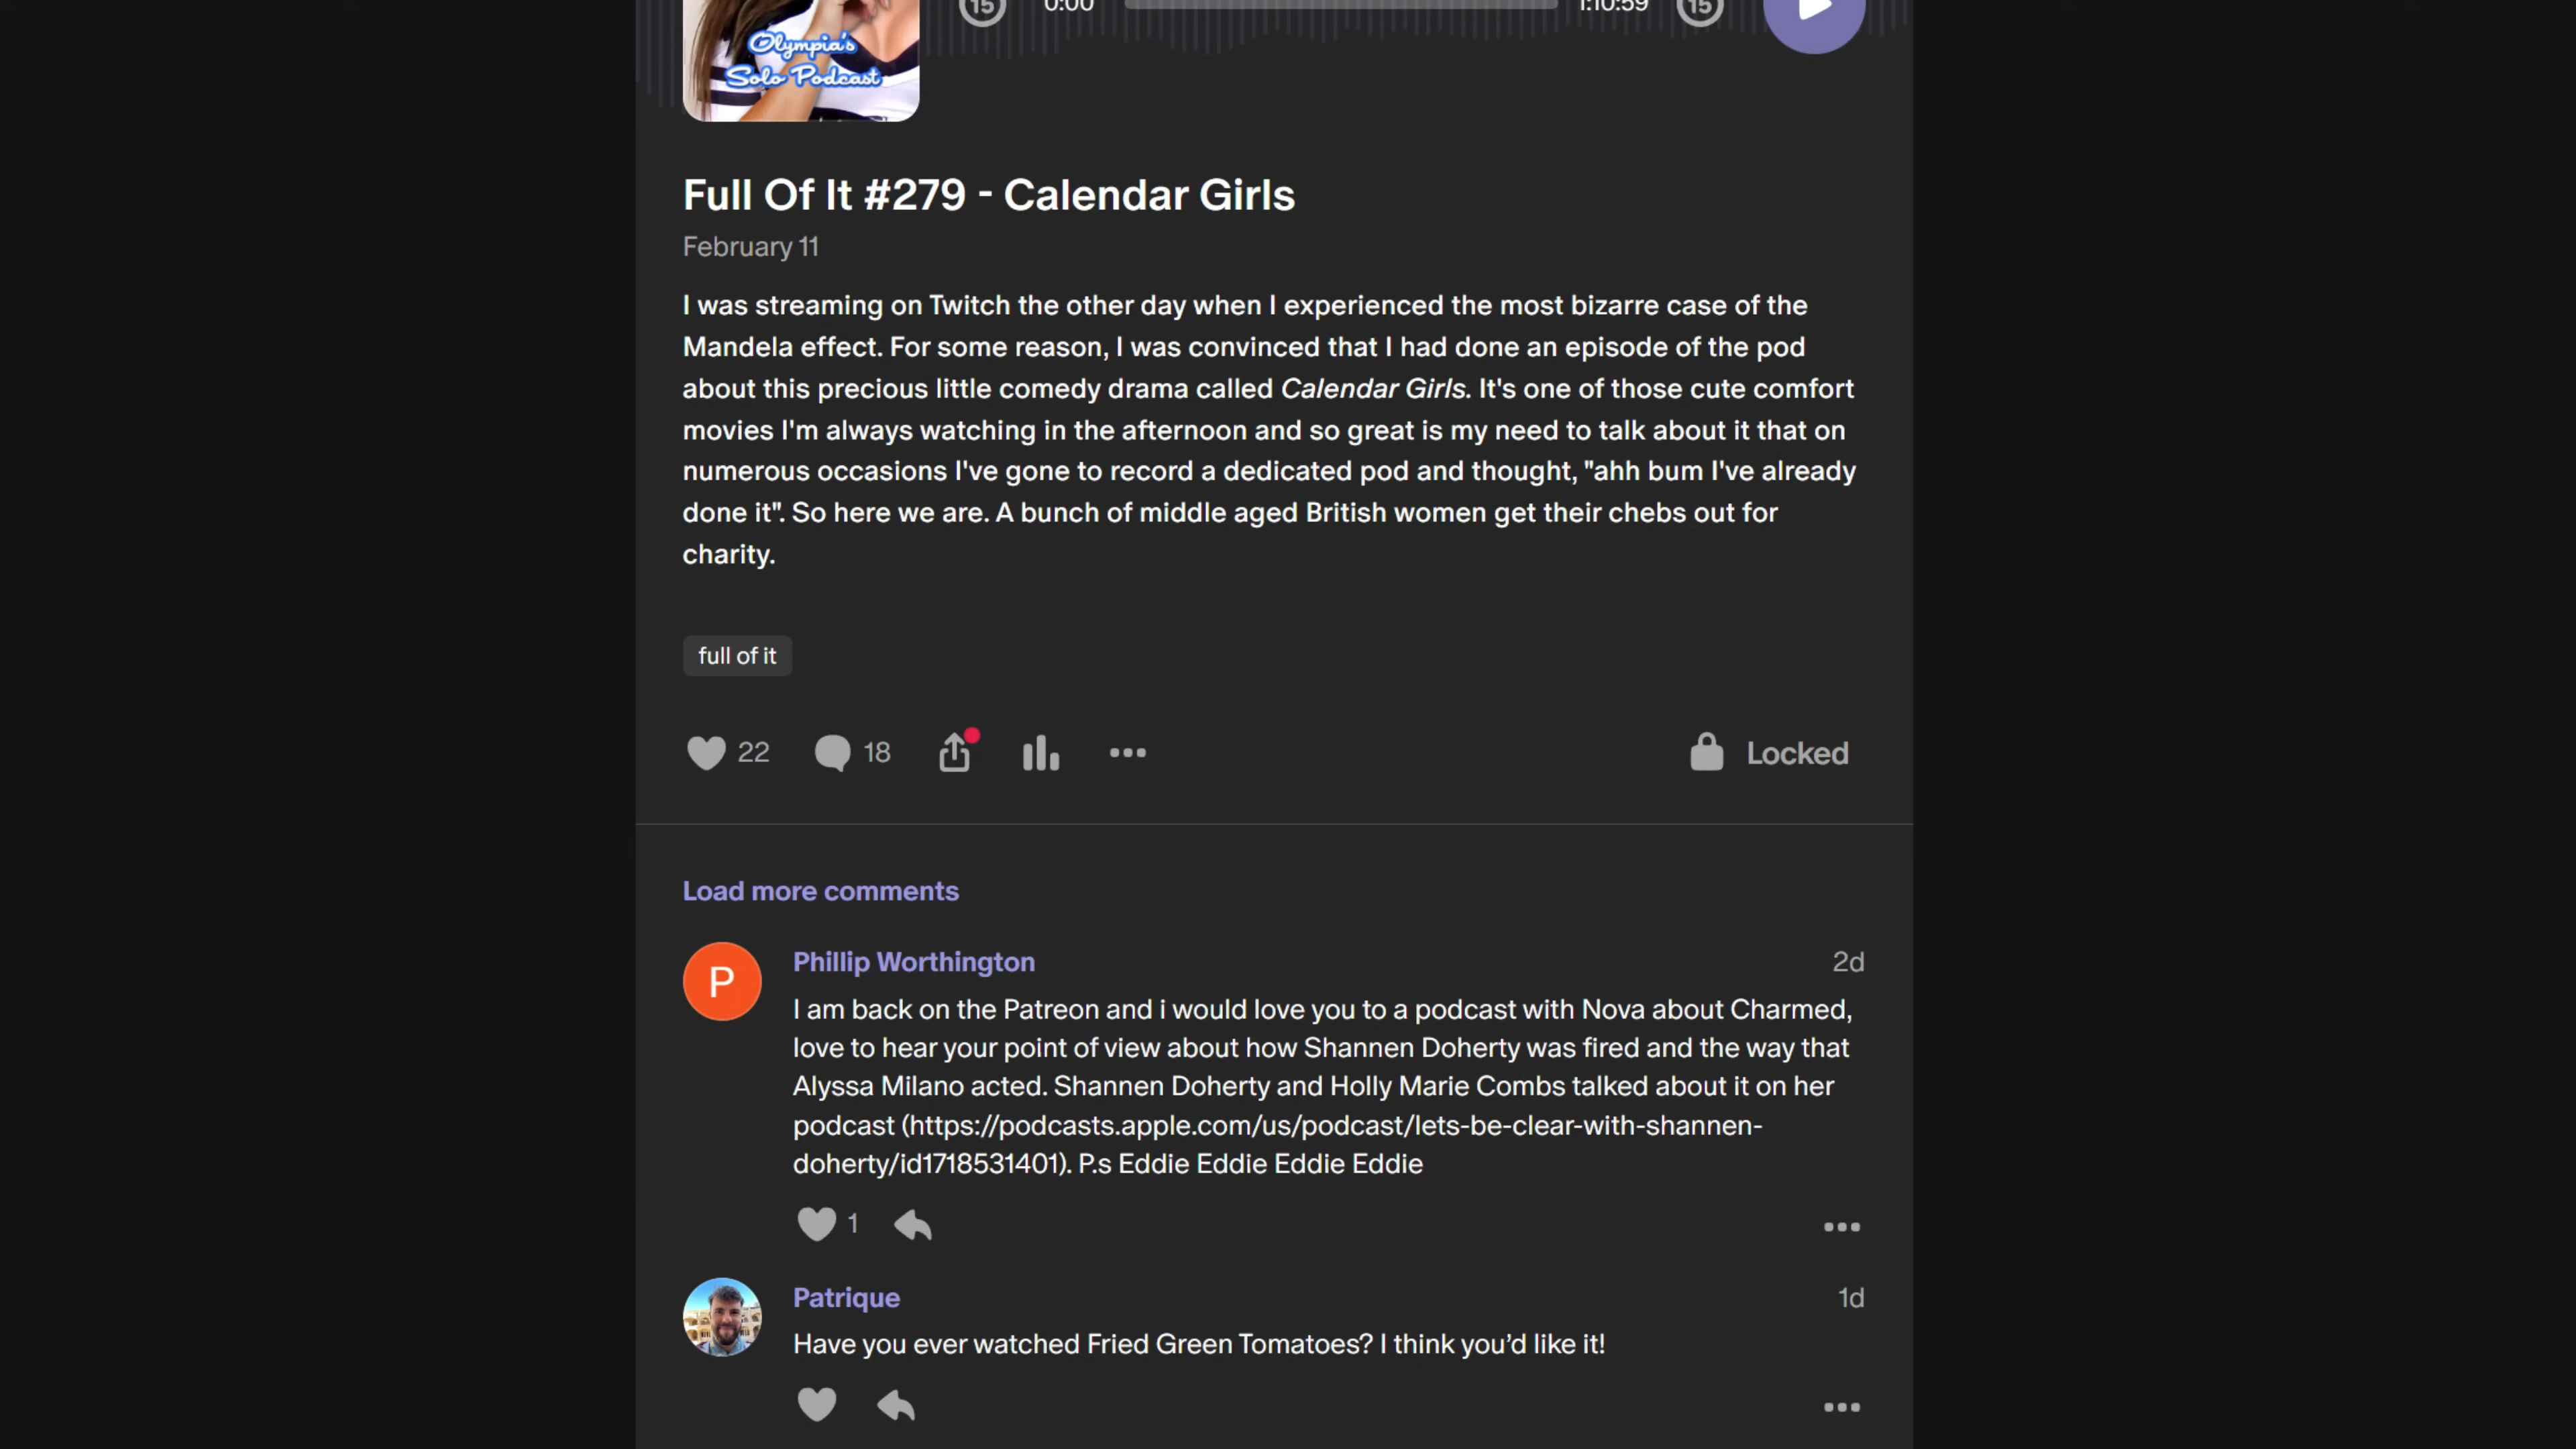 15 0:00 1:10:59 15
Olympia's
Solo Podcast
Full Of It #279 - Calendar Girls
February 11
I was streaming on Twitch the other day when I experienced the most bizarre case of the
Mandela effect. For some reason, I was convinced that I had done an episode of the pod
about this precious little comedy drama called Calendar Girls. It's one of those cute comfort
movies I'm always watching in the afternoon and so great is my need to talk about it that on
numerous occasions I've gone to record a dedicated pod and thought, "ahh bum I've already
done it". So here we are. A bunch of middle aged British women get their chebs out for
charity.
full of it
22 18 Locked
Load more comments
P
Phillip Worthington 2d
I am back on the Patreon and i would love you to a podcast with Nova about Charmed,
love to hear your point of view about how Shannen Doherty was fired and the way that
Alyssa Milano acted. Shannen Doherty and Holly Marie Combs talked about it on her
podcast (https://podcasts.apple.com/us/podcast/lets-be-clear-with-shannen-
doherty/id1718531401). P.s Eddie Eddie Eddie Eddie
1
Patrique 1d
Have you ever watched Fried Green Tomatoes? I think you’d like it!